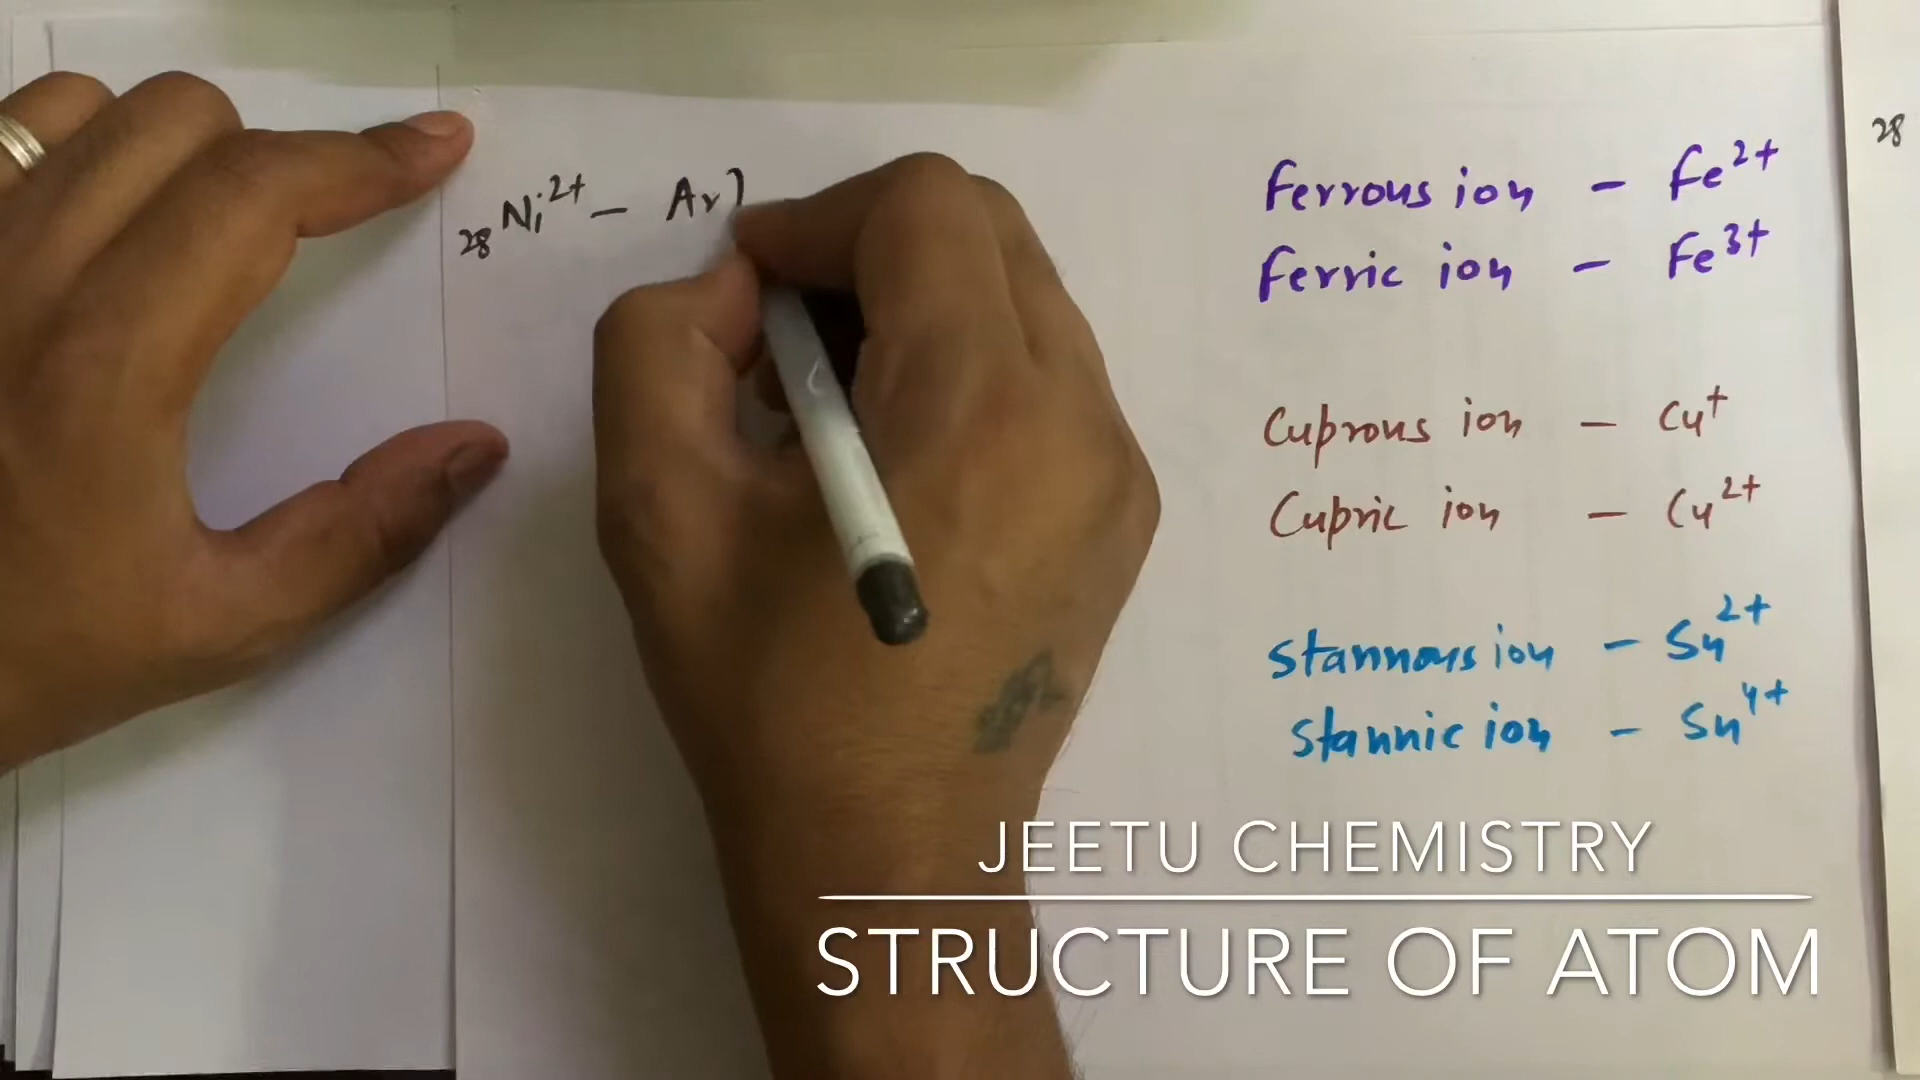 28Ni2+ - Ar]
Ferrous ion - Fe2+
Ferric ion - Fe3+
Cuprous ion - Cu+
Cupric ion - Cu2+
Stannous ion - Sn2+
Stannic ion - Sn4+
28
JEETU CHEMISTRY
STRUCTURE OF ATOM